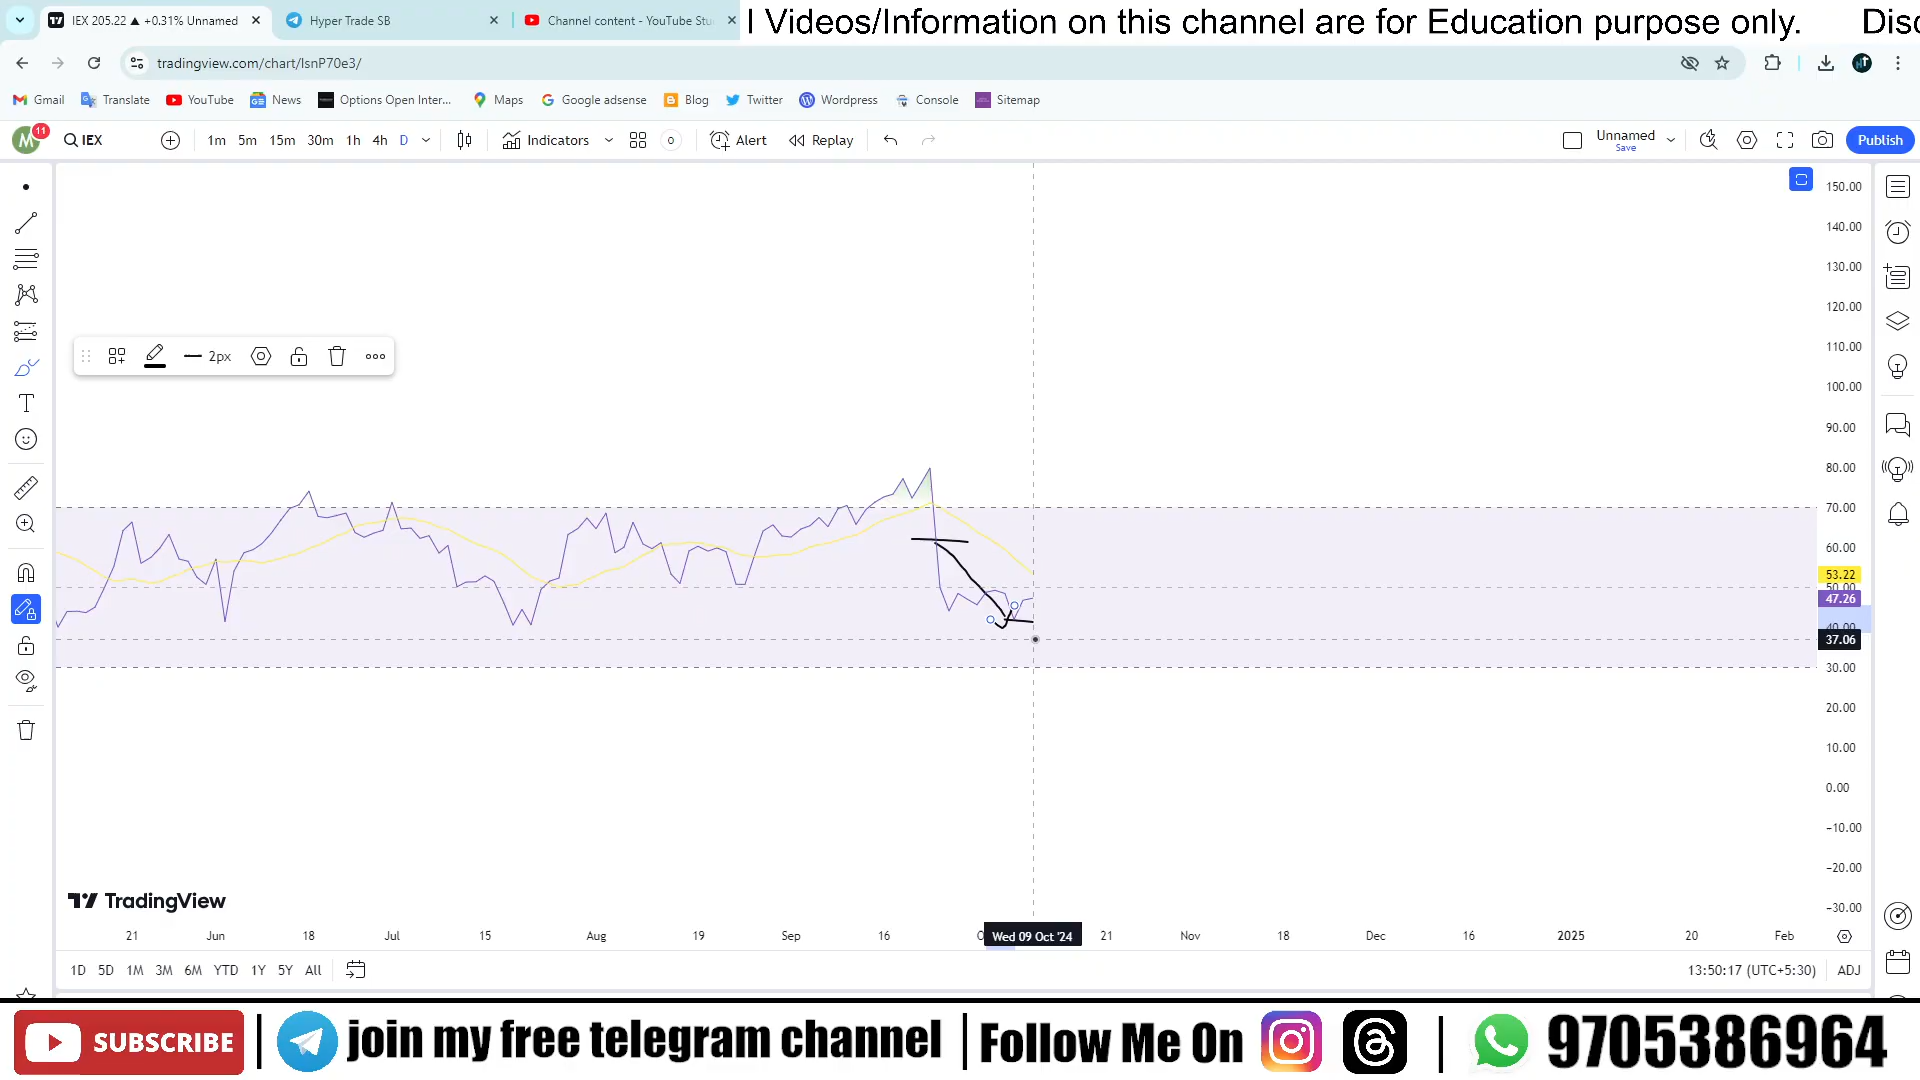 IEX 205.22 ▲ +0.31% Unnamed
Hyper Trade SB
Channel content - YouTube Stu
l Videos/Information on this channel are for Education purpose only.
Disc
tradingview.com/chart/IsnP70e3/
Gmail
Translate
YouTube
News
Options Open Inter...
Maps
Google adsense
Blog
Twitter
Wordpress
Console
Sitemap
M
11
IEX
1m
5m
15m
30m
1h
4h
D
Indicators
Alert
Replay
Unnamed
Save
Publish
2px
150.00
140.00
130.00
120.00
110.00
100.00
90.00
80.00
70.00
60.00
53.22
50.00
47.26
40.00
37.06
30.00
20.00
10.00
0.00
−10.00
−20.00
−30.00
TradingView
21
Jun
18
Jul
15
Aug
19
Sep
16
Wed 09 Oct '24
21
Nov
18
Dec
16
2025
20
Feb
1D
5D
1M
3M
6M
YTD
1Y
5Y
All
13:50:17 (UTC+5:30)
ADJ
SUBSCRIBE
join my free telegram channel
Follow Me On
9705386964